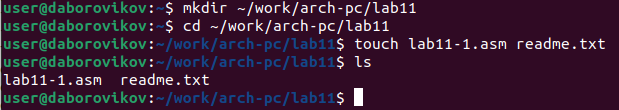 user@daborovikov:~$ mkdir ~/work/arch-pc/lab11
user@daborovikov:~$ cd ~/work/arch-pc/lab11
user@daborovikov:~/work/arch-pc/lab11$ touch lab11-1.asm readme.txt
user@daborovikov:~/work/arch-pc/lab11$ ls
lab11-1.asm  readme.txt
user@daborovikov:~/work/arch-pc/lab11$